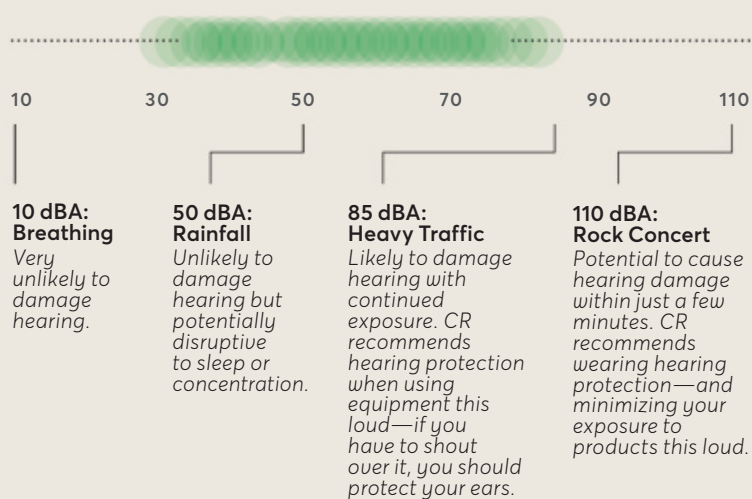 10 30 50 70 90 110
10 dBA:
Breathing
Very
unlikely to
damage
hearing.
50 dBA:
Rainfall
Unlikely to
damage
hearing but
potentially
disruptive
to sleep or
concentration.
85 dBA:
Heavy Traffic
Likely to damage
hearing with
continued
exposure. CR
recommends
hearing protection
when using
equipment this
loud—if you
have to shout
over it, you should
protect your ears.
110 dBA:
Rock Concert
Potential to cause
hearing damage
within just a few
minutes. CR
recommends
wearing hearing
protection—and
minimizing your
exposure to
products this loud.